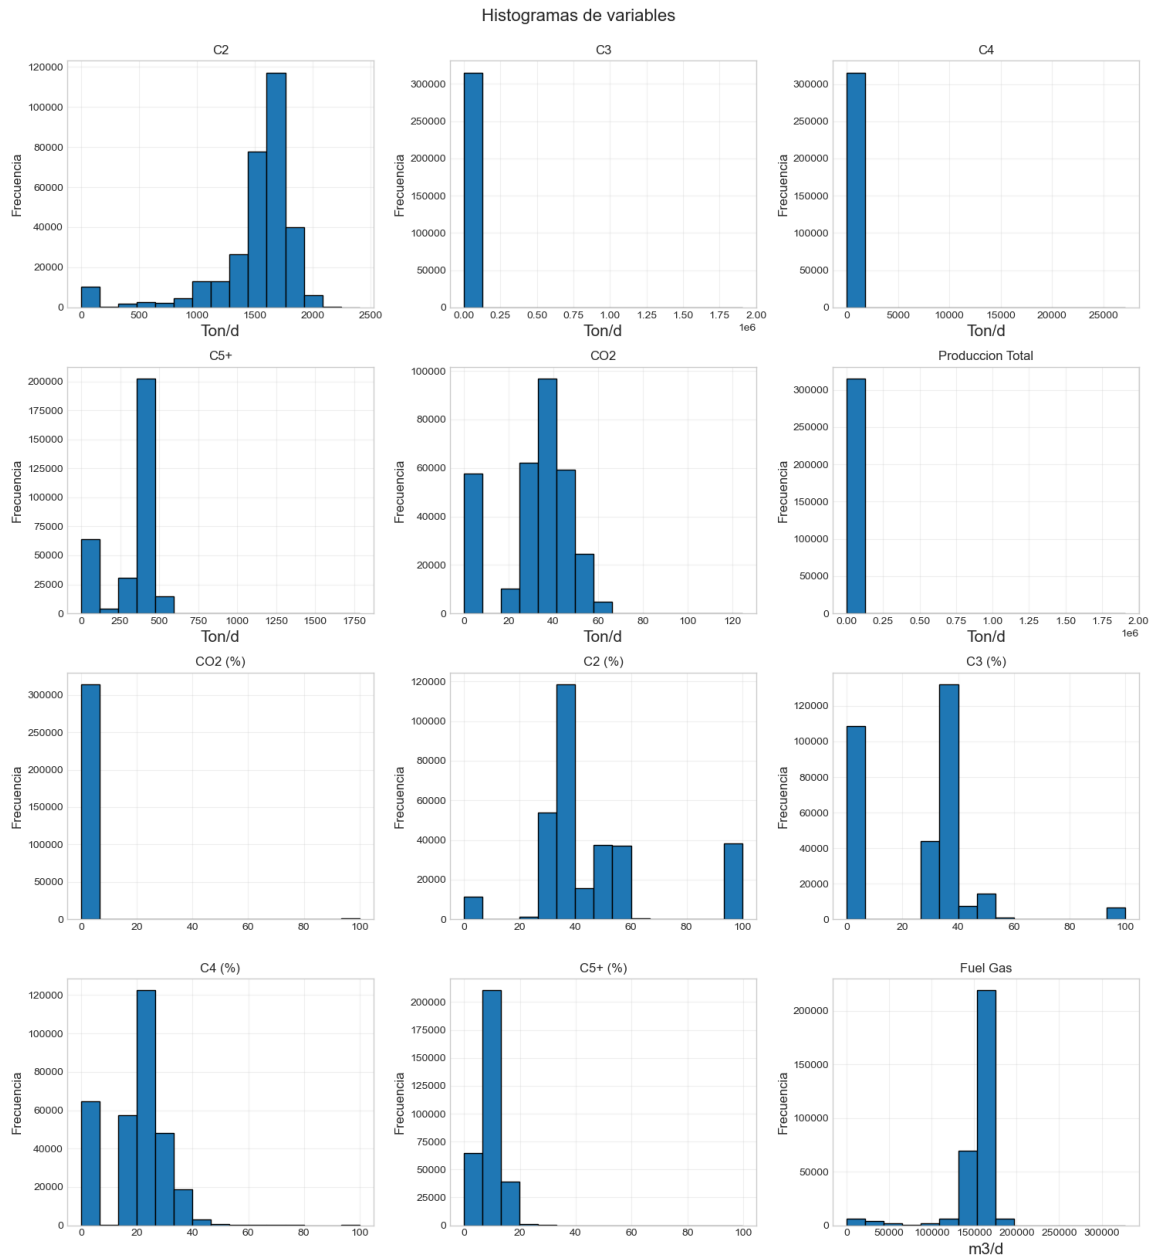 Histogramas de variables
C2
Frecuencia
120000
100000
80000
60000
40000
20000
0
0 500 1000 1500 2000 2500
Ton/d
C3
Frecuencia
300000
250000
200000
150000
100000
50000
0
0.00 0.25 0.50 0.75 1.00 1.25 1.50 1.75 2.00
1e6
Ton/d
C4
Frecuencia
300000
250000
200000
150000
100000
50000
0
0 5000 10000 15000 20000 25000
Ton/d
C5+
Frecuencia
200000
175000
150000
125000
100000
75000
50000
25000
0
0 250 500 750 1000 1250 1500 1750
Ton/d
CO2
Frecuencia
100000
80000
60000
40000
20000
0
0 20 40 60 80 100 120
Ton/d
Produccion Total
Frecuencia
300000
250000
200000
150000
100000
50000
0
0.00 0.25 0.50 0.75 1.00 1.25 1.50 1.75 2.00
1e6
Ton/d
CO2 (%)
Frecuencia
300000
250000
200000
150000
100000
50000
0
0 20 40 60 80 100
C2 (%)
Frecuencia
120000
100000
80000
60000
40000
20000
0
0 20 40 60 80 100
C3 (%)
Frecuencia
120000
100000
80000
60000
40000
20000
0
0 20 40 60 80 100
C4 (%)
Frecuencia
120000
100000
80000
60000
40000
20000
0
0 20 40 60 80 100
C5+ (%)
Frecuencia
200000
175000
150000
125000
100000
75000
50000
25000
0
0 20 40 60 80 100
Fuel Gas
Frecuencia
200000
150000
100000
50000
0
0 50000 100000 150000 200000 250000 300000
m3/d